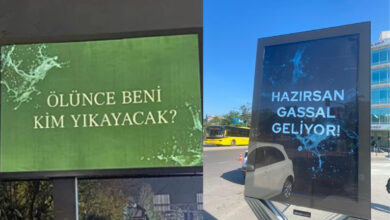 ÖLÜNCE BENİ
KİM YIKAYACAK?
HAZIRSAN
GASSAL
GELİYOR!